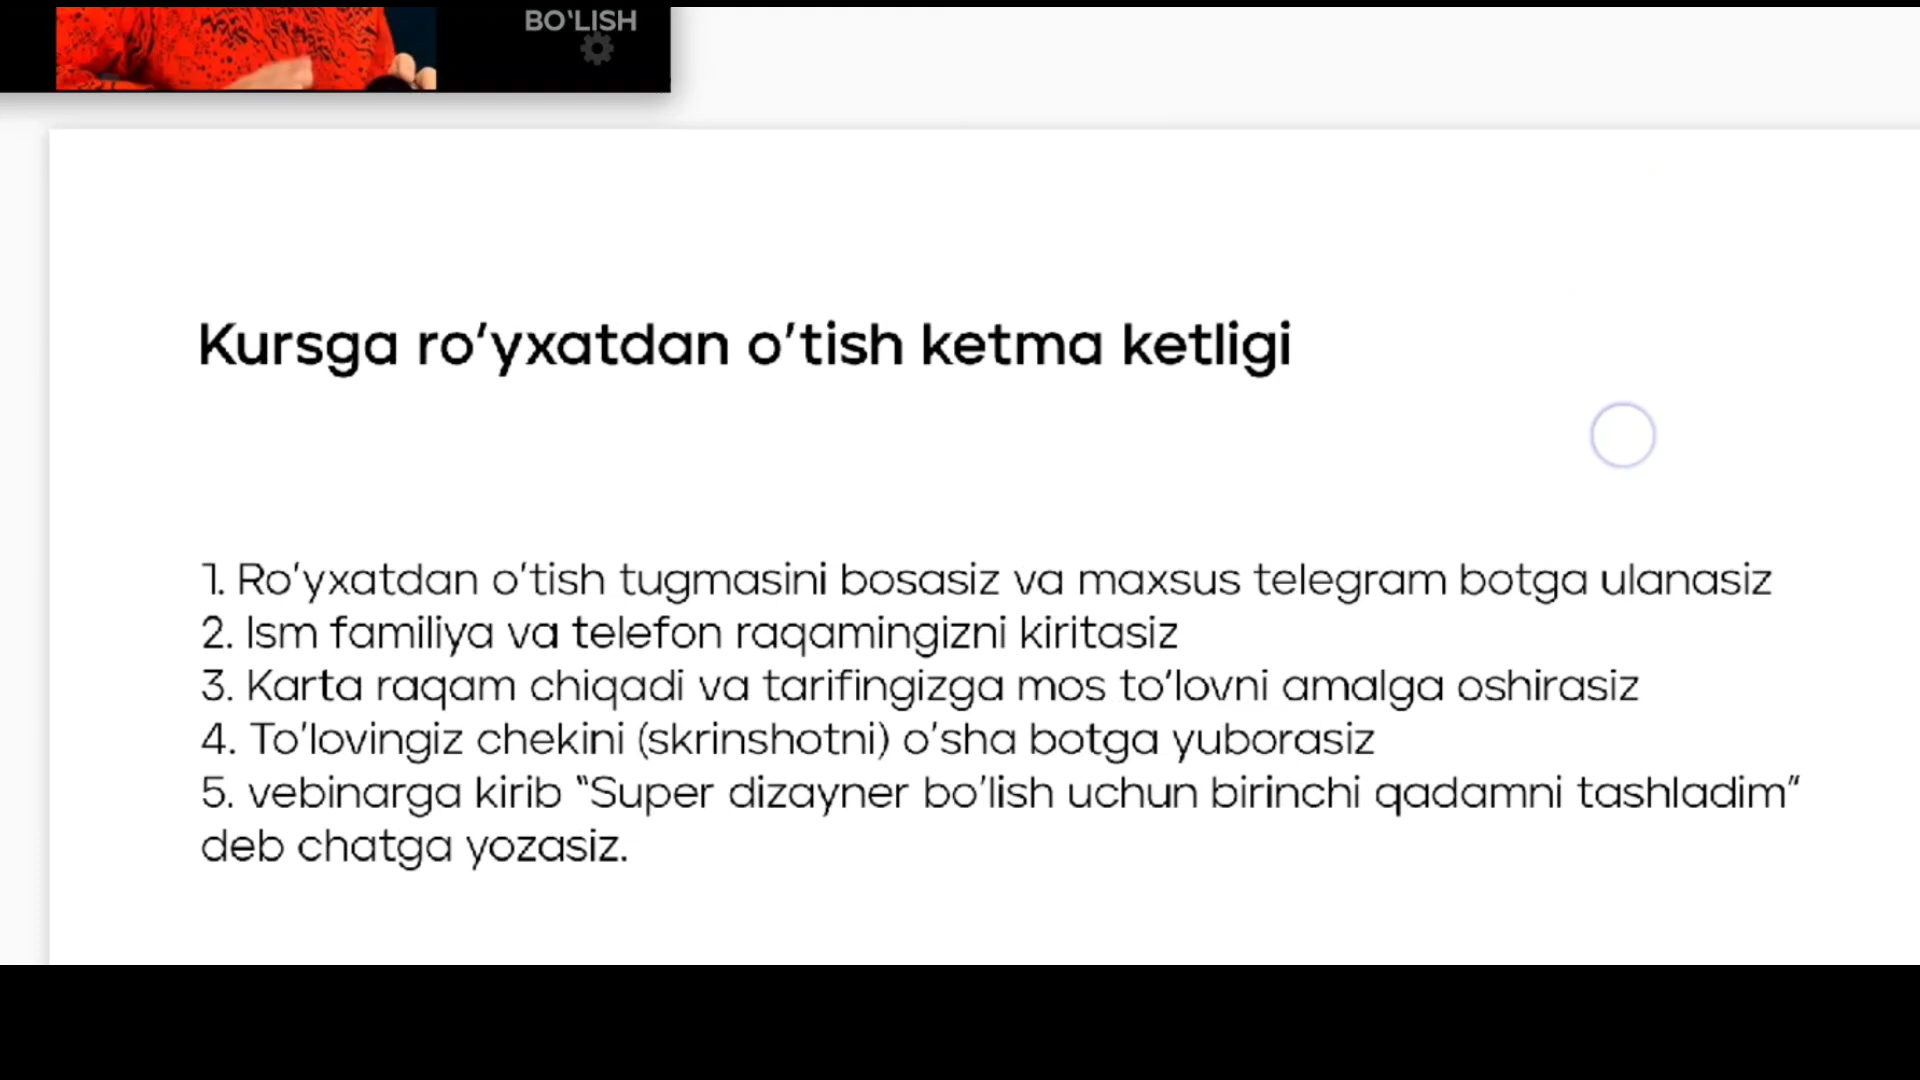 BO‘LISH
Kursga ro’yxatdan o’tish ketma ketligi
1. Ro’yxatdan o’tish tugmasini bosasiz va maxsus telegram botga ulanasiz
2. Ism familiya va telefon raqamingizni kiritasiz
3. Karta raqam chiqadi va tarifingizga mos to’lovni amalga oshirasiz
4. To’lovingiz chekini (skrinshotni) o’sha botga yuborasiz
5. vebinarga kirib “Super dizayner bo’lish uchun birinchi qadamni tashladim”
deb chatga yozasiz.